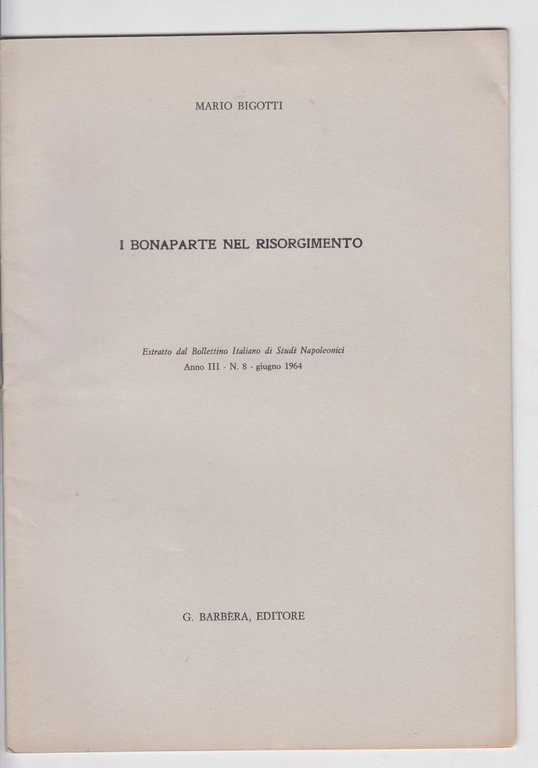 MARIO BIGOTTI
I BONAPARTE NEL RISORGIMENTO
Estratto dal Bollettino Italiano di Studi Napoleonici
Anno III - N. 8 - giugno 1964
G. BARBÈRA, EDITORE